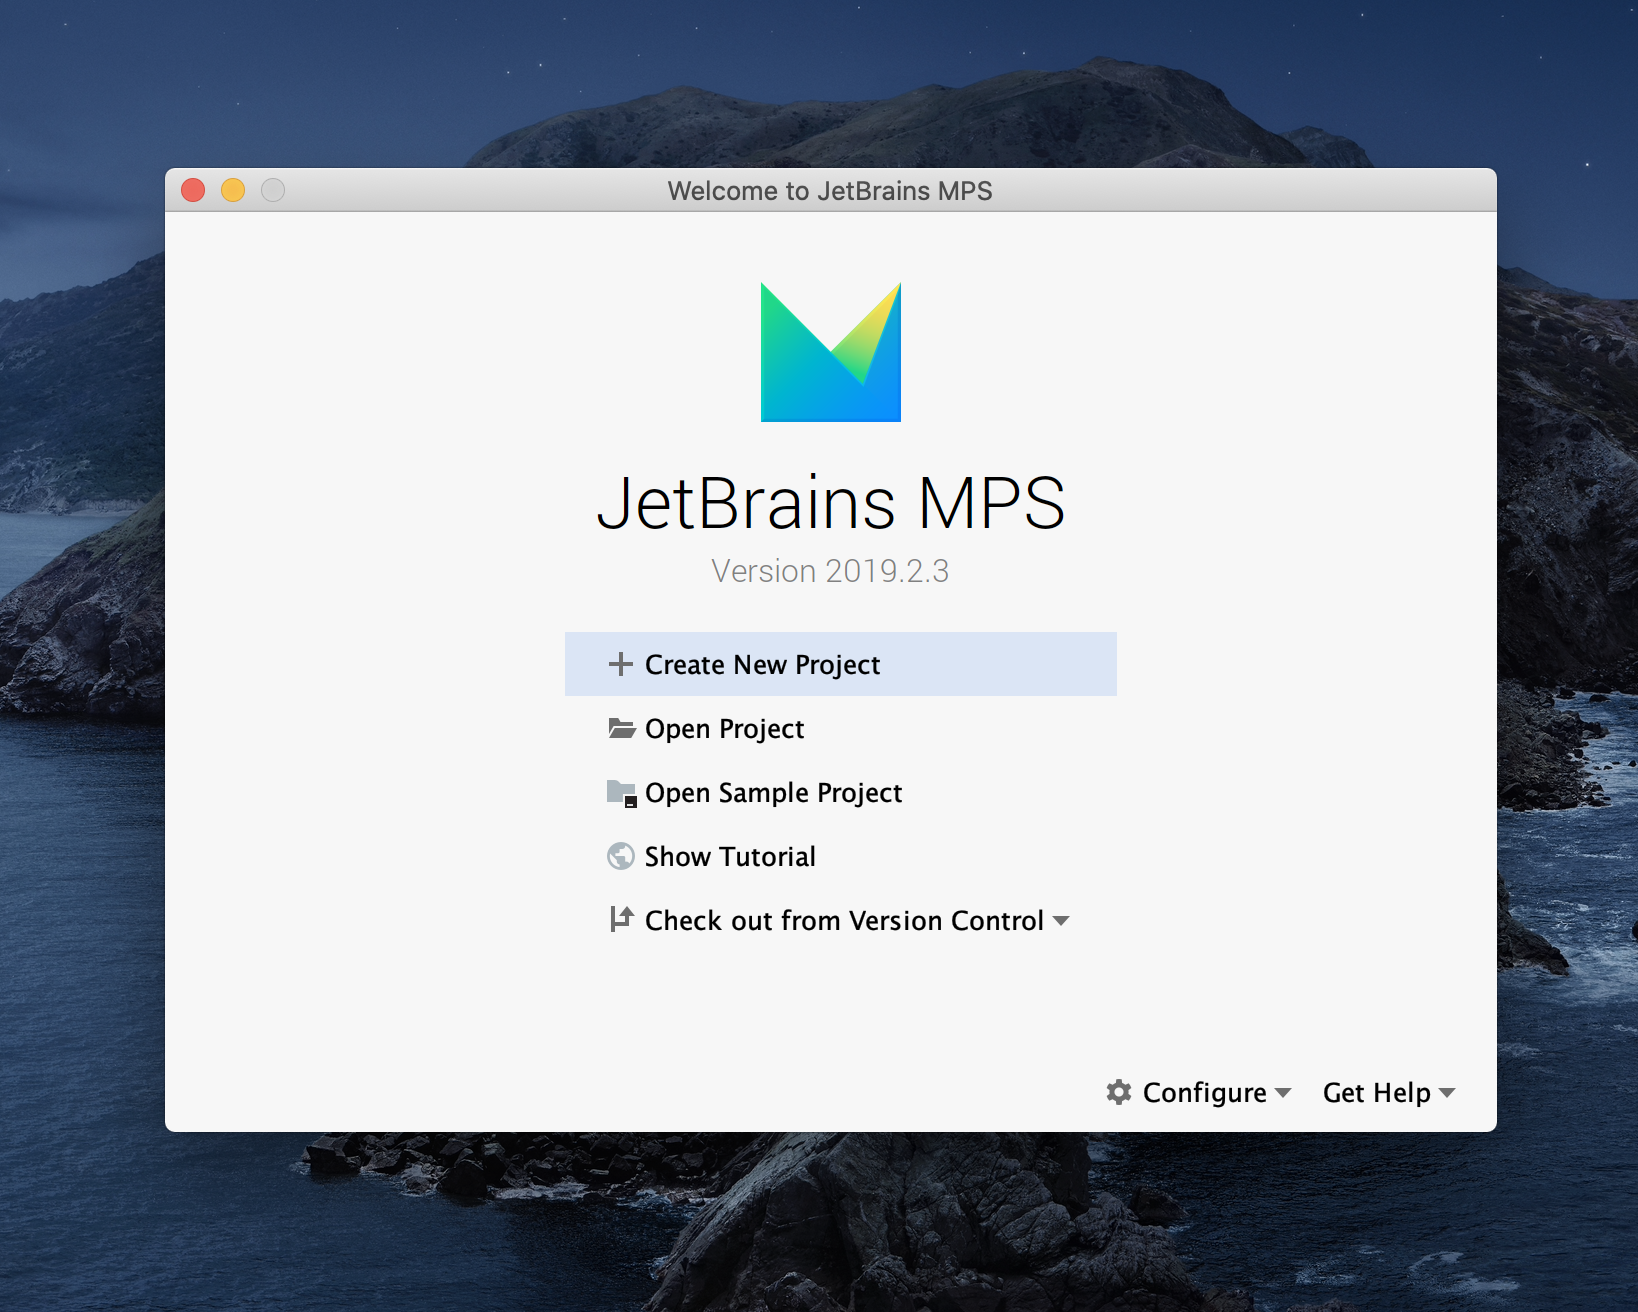 Welcome to JetBrains MPS
JetBrains MPS
Version 2019.2.3
Create New Project
Open Project
Open Sample Project
Show Tutorial
Check out from Version Control
Configure
Get Help